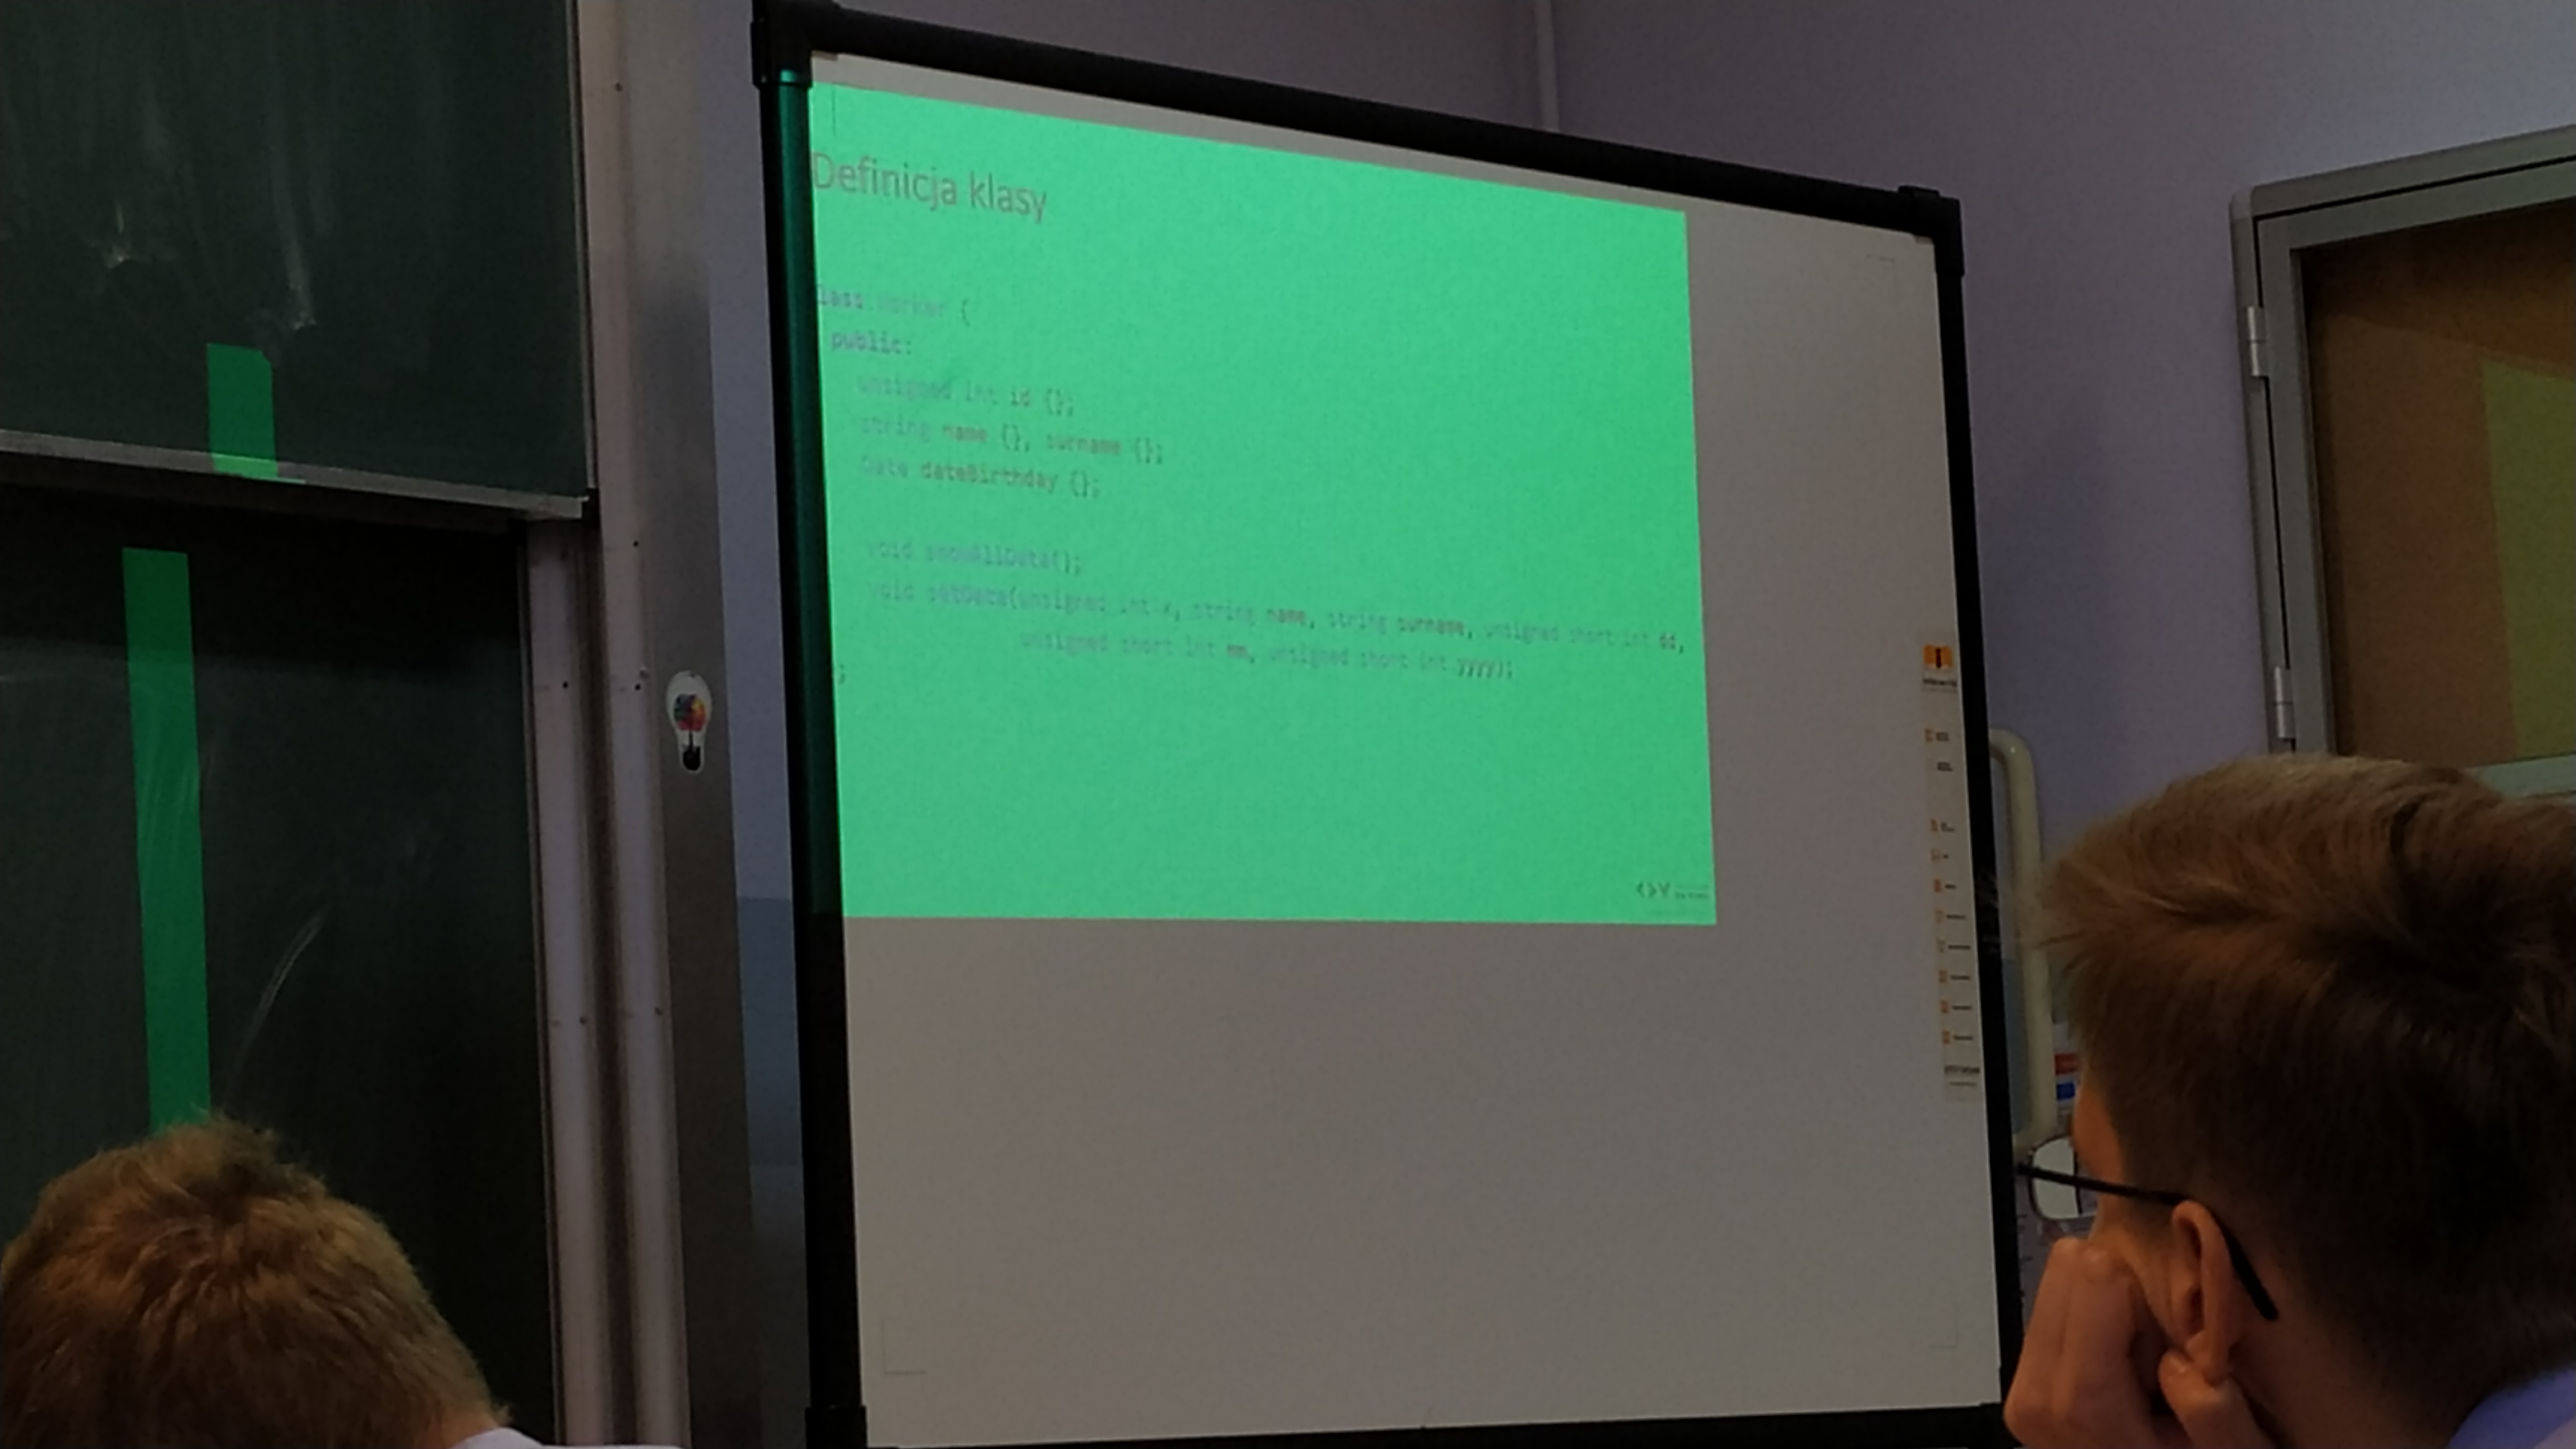 Definicja klasy
lass Worker {
public:
unsigned int id {};
string name {}, surname {};
Date dateBirthday {};
void showAllData();
void setData(unsigned int x, string name, string surname, unsigned short int dd,
unsigned short int mm, unsigned short int yyyy);
;